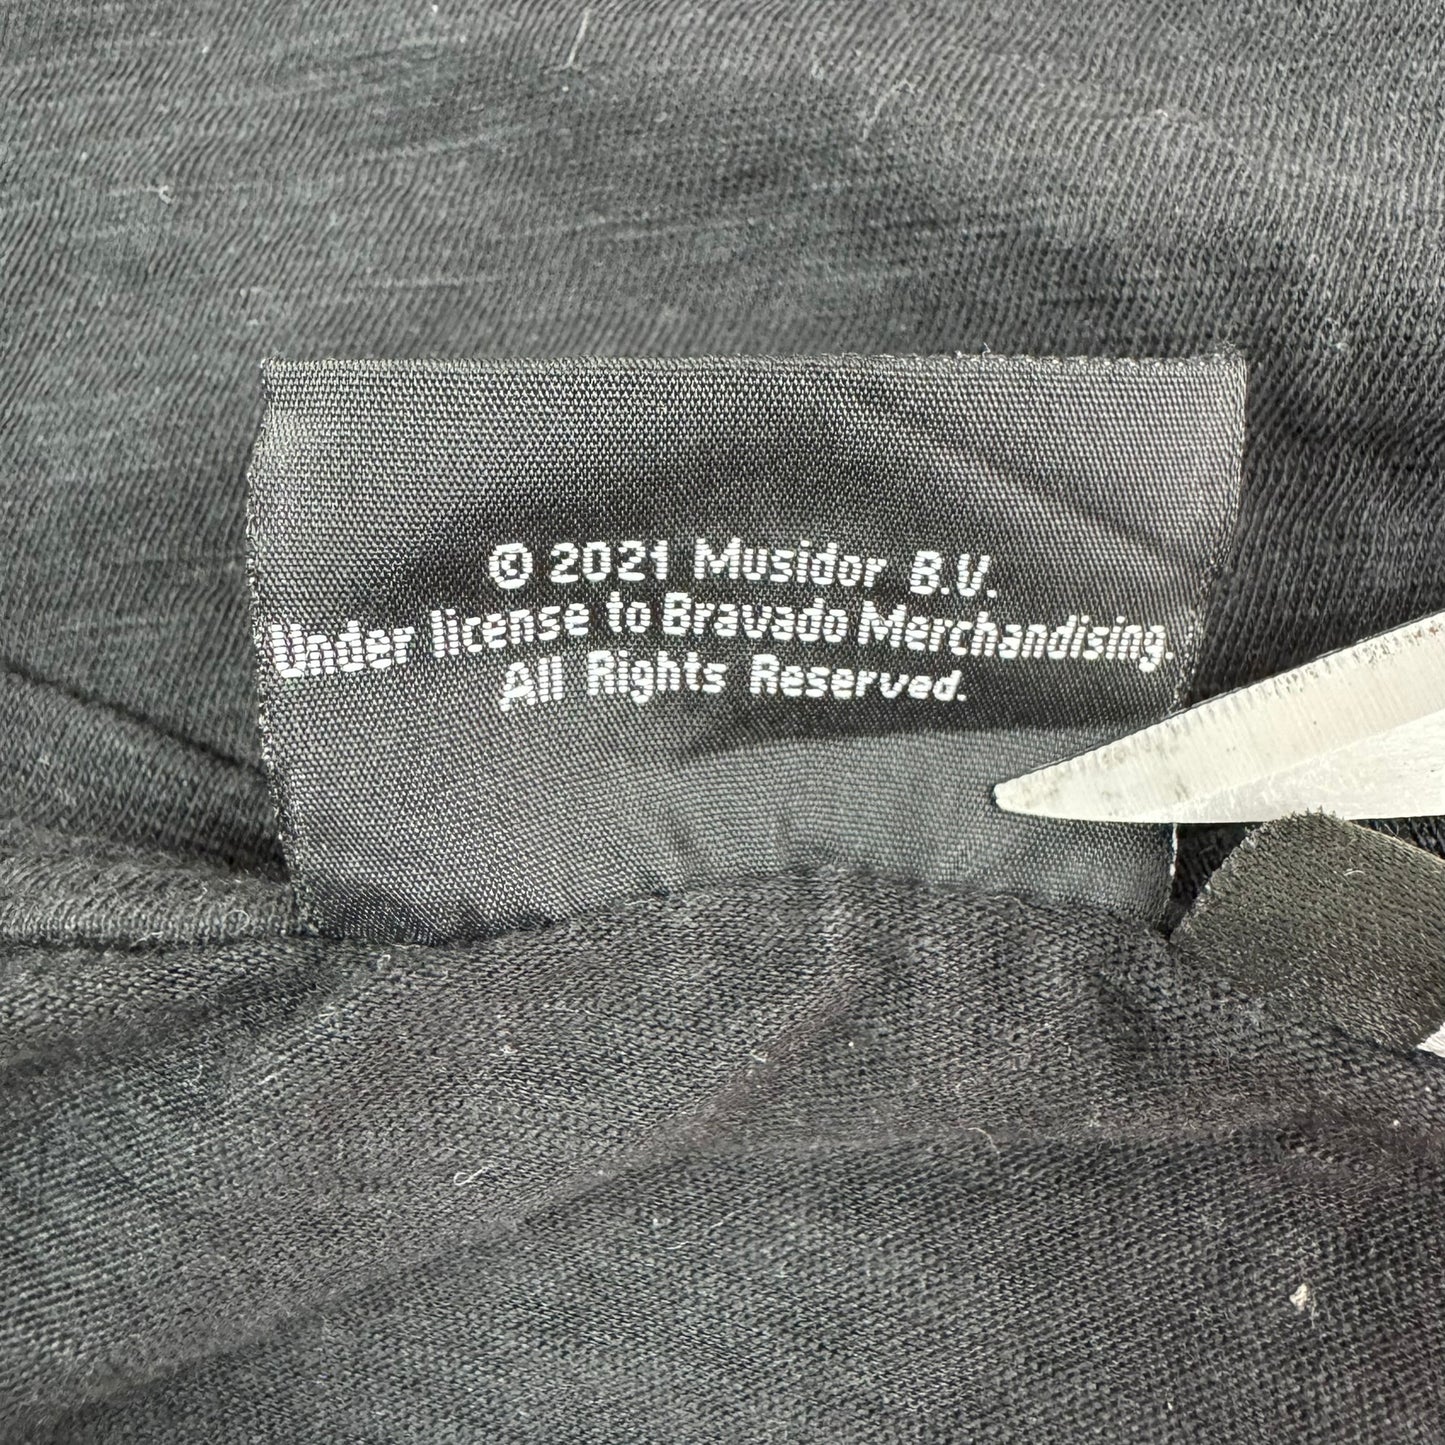 © 2021 Musidor B.V.
Under license to Bravado Merchandising.
All Rights Reserved.